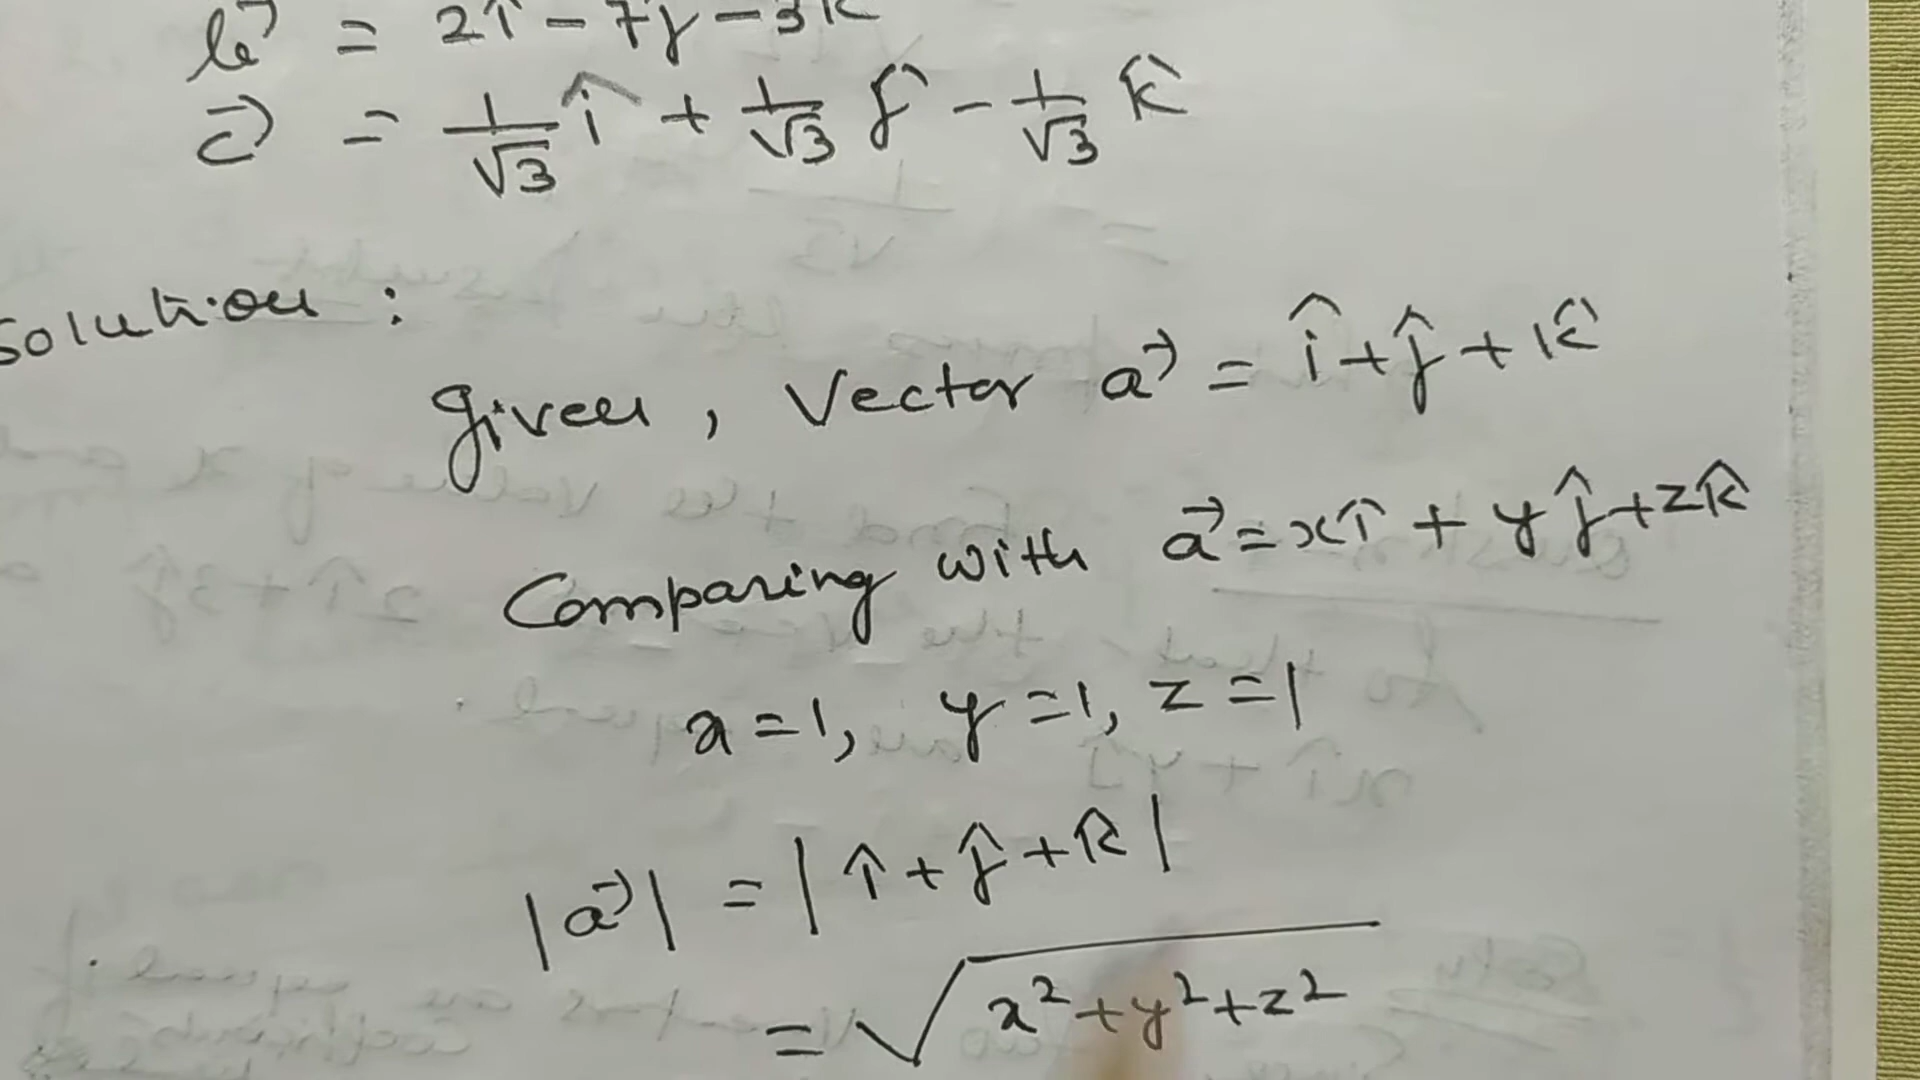 b⃗ = 2î - 7ĵ - 3k̂
c⃗ = 1/√3 î + 1/√3 ĵ - 1/√3 k̂
Solution :
Given, Vector a⃗ = î + ĵ + k̂
Comparing with a⃗ = xî + yĵ + zk̂
x = 1, y = 1, z = 1
|a⃗| = | î + ĵ + k̂ |
= √(x² + y² + z²)